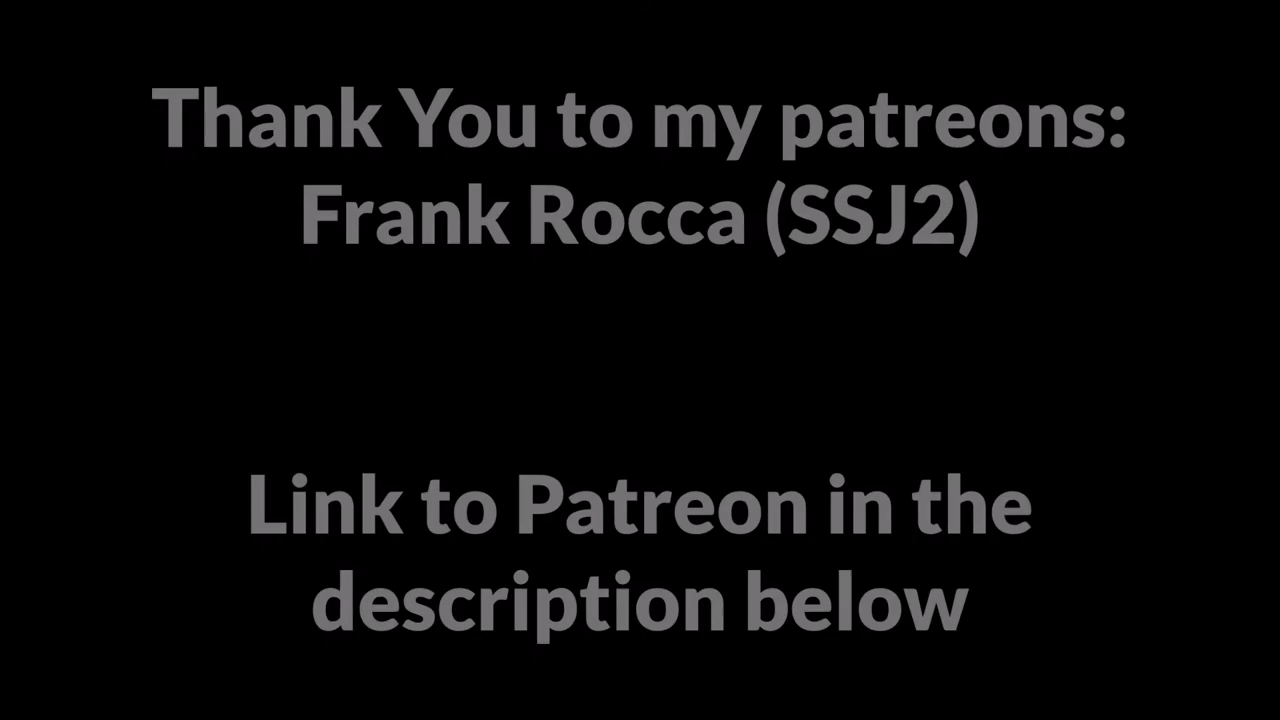 Thank You to my patreons:
Frank Rocca (SSJ2)
Link to Patreon in the
description below